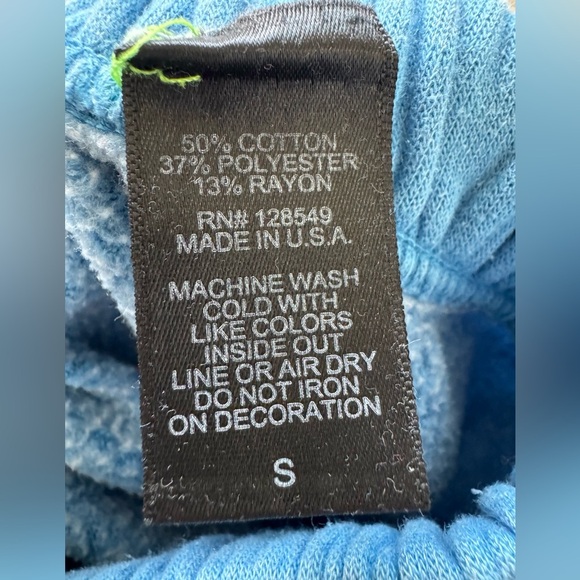 50% COTTON
37% POLYESTER
13% RAYON
RN# 128549
MADE IN U.S.A.
MACHINE WASH
COLD WITH
LIKE COLORS
INSIDE OUT
LINE OR AIR DRY
DO NOT IRON
ON DECORATION
S